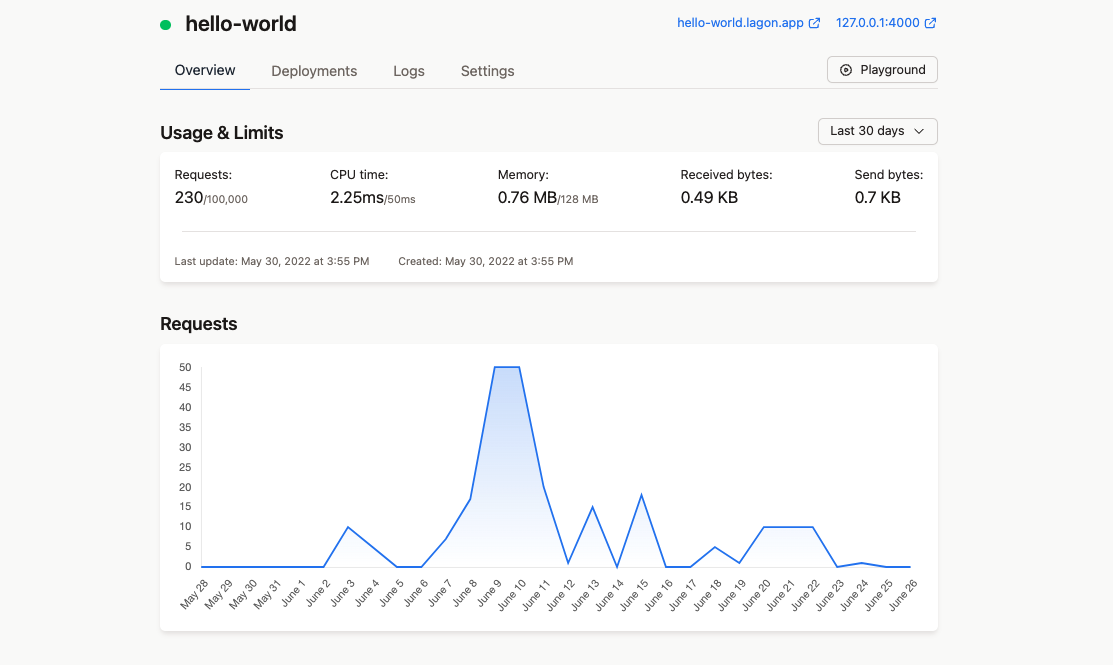 hello-world
hello-world.lagon.app
127.0.0.1:4000
Overview Deployments Logs Settings
Playground
Usage & Limits
Last 30 days
Requests: CPU time: Memory: Received bytes: Send bytes:
230/100,000 2.25ms/50ms 0.76 MB/128 MB 0.49 KB 0.7 KB
Last update: May 30, 2022 at 3:55 PM Created: May 30, 2022 at 3:55 PM
Requests
50
45
40
35
30
25
20
15
10
5
0
May 28
May 29
May 30
May 31
June 1
June 2
June 3
June 4
June 5
June 6
June 7
June 8
June 9
June 10
June 11
June 12
June 13
June 14
June 15
June 16
June 17
June 18
June 19
June 20
June 21
June 22
June 23
June 24
June 25
June 26